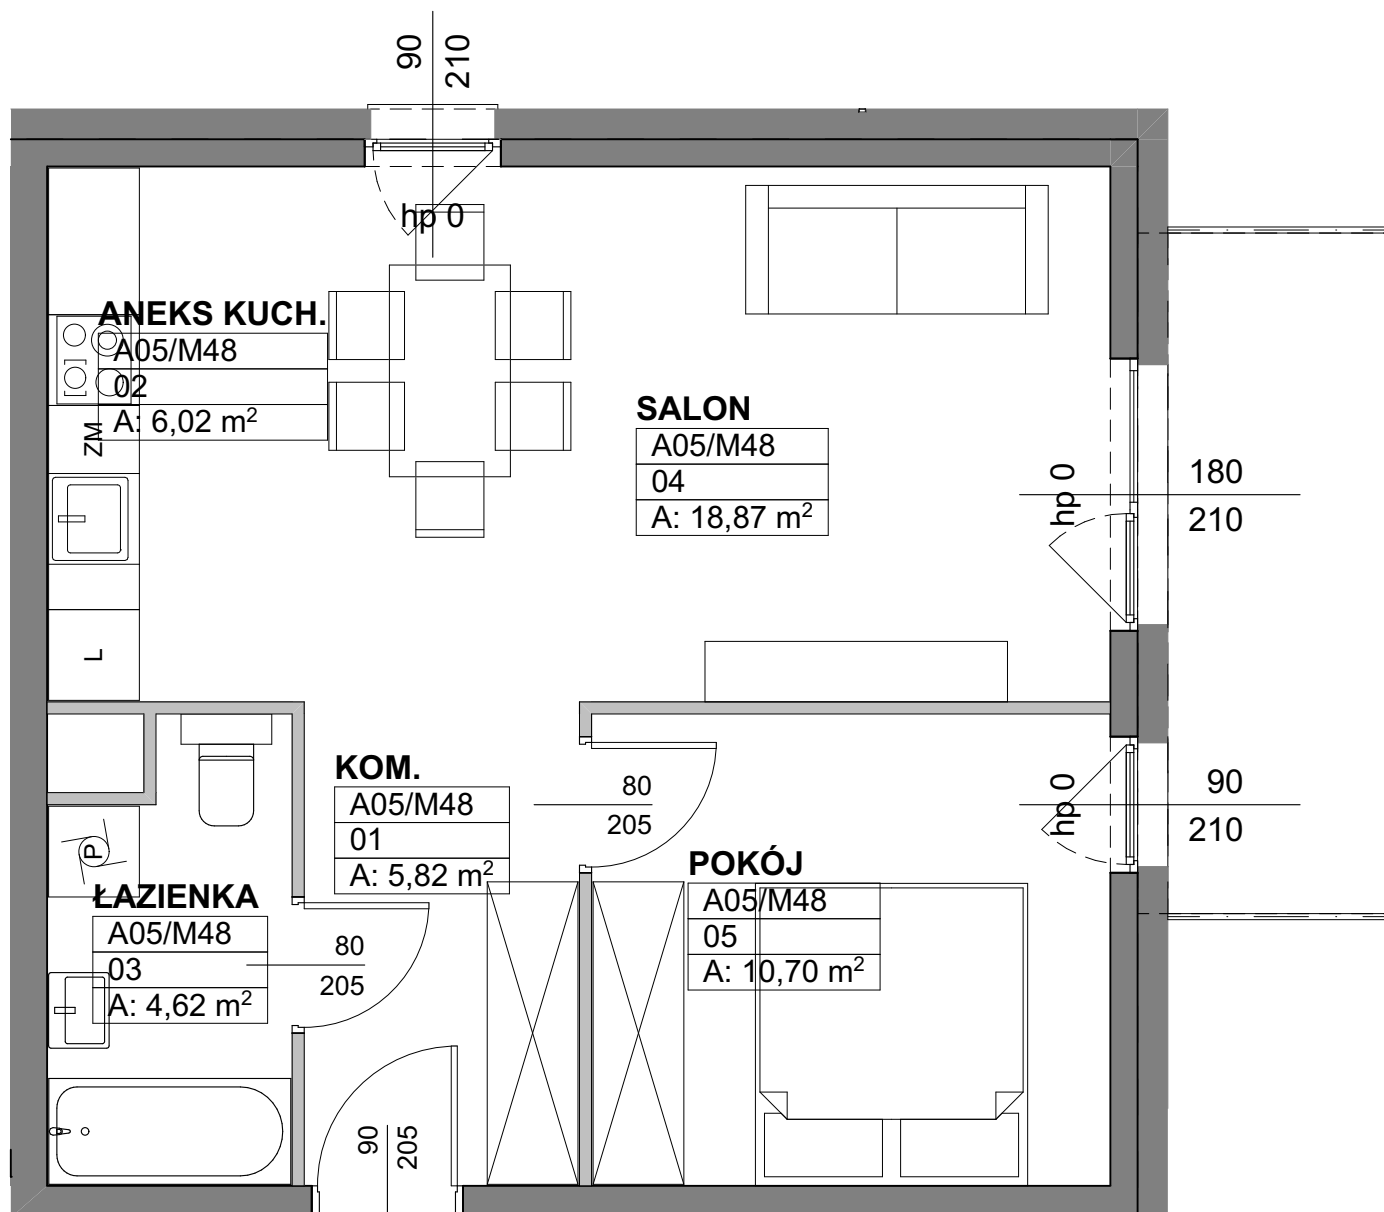 90
210
hp 0
ANEKS KUCH.
A05/M48
02
A: 6,02 m²
ZM
SALON
A05/M48
04
A: 18,87 m²
hp 0
180
210
L
KOM.
A05/M48
01
A: 5,82 m²
80
205
hp 0
90
210
P
ŁAZIENKA
A05/M48
03
A: 4,62 m²
80
205
POKÓJ
A05/M48
05
A: 10,70 m²
90
205